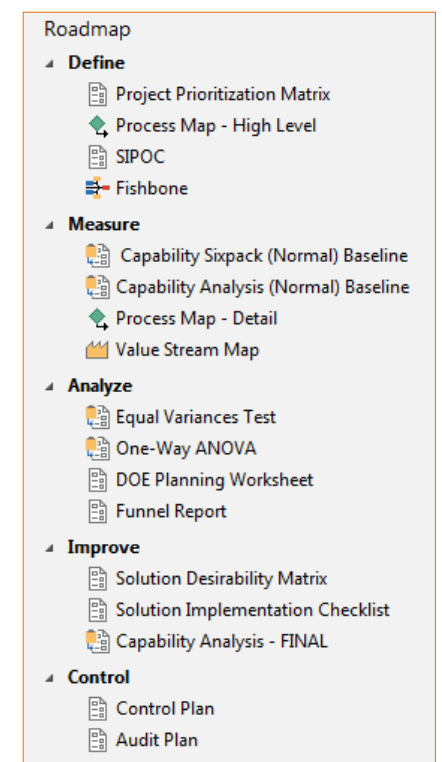 Roadmap
Define
Project Prioritization Matrix
Process Map - High Level
SIPOC
Fishbone
Measure
Capability Sixpack (Normal) Baseline
Capability Analysis (Normal) Baseline
Process Map - Detail
Value Stream Map
Analyze
Equal Variances Test
One-Way ANOVA
DOE Planning Worksheet
Funnel Report
Improve
Solution Desirability Matrix
Solution Implementation Checklist
Capability Analysis - FINAL
Control
Control Plan
Audit Plan